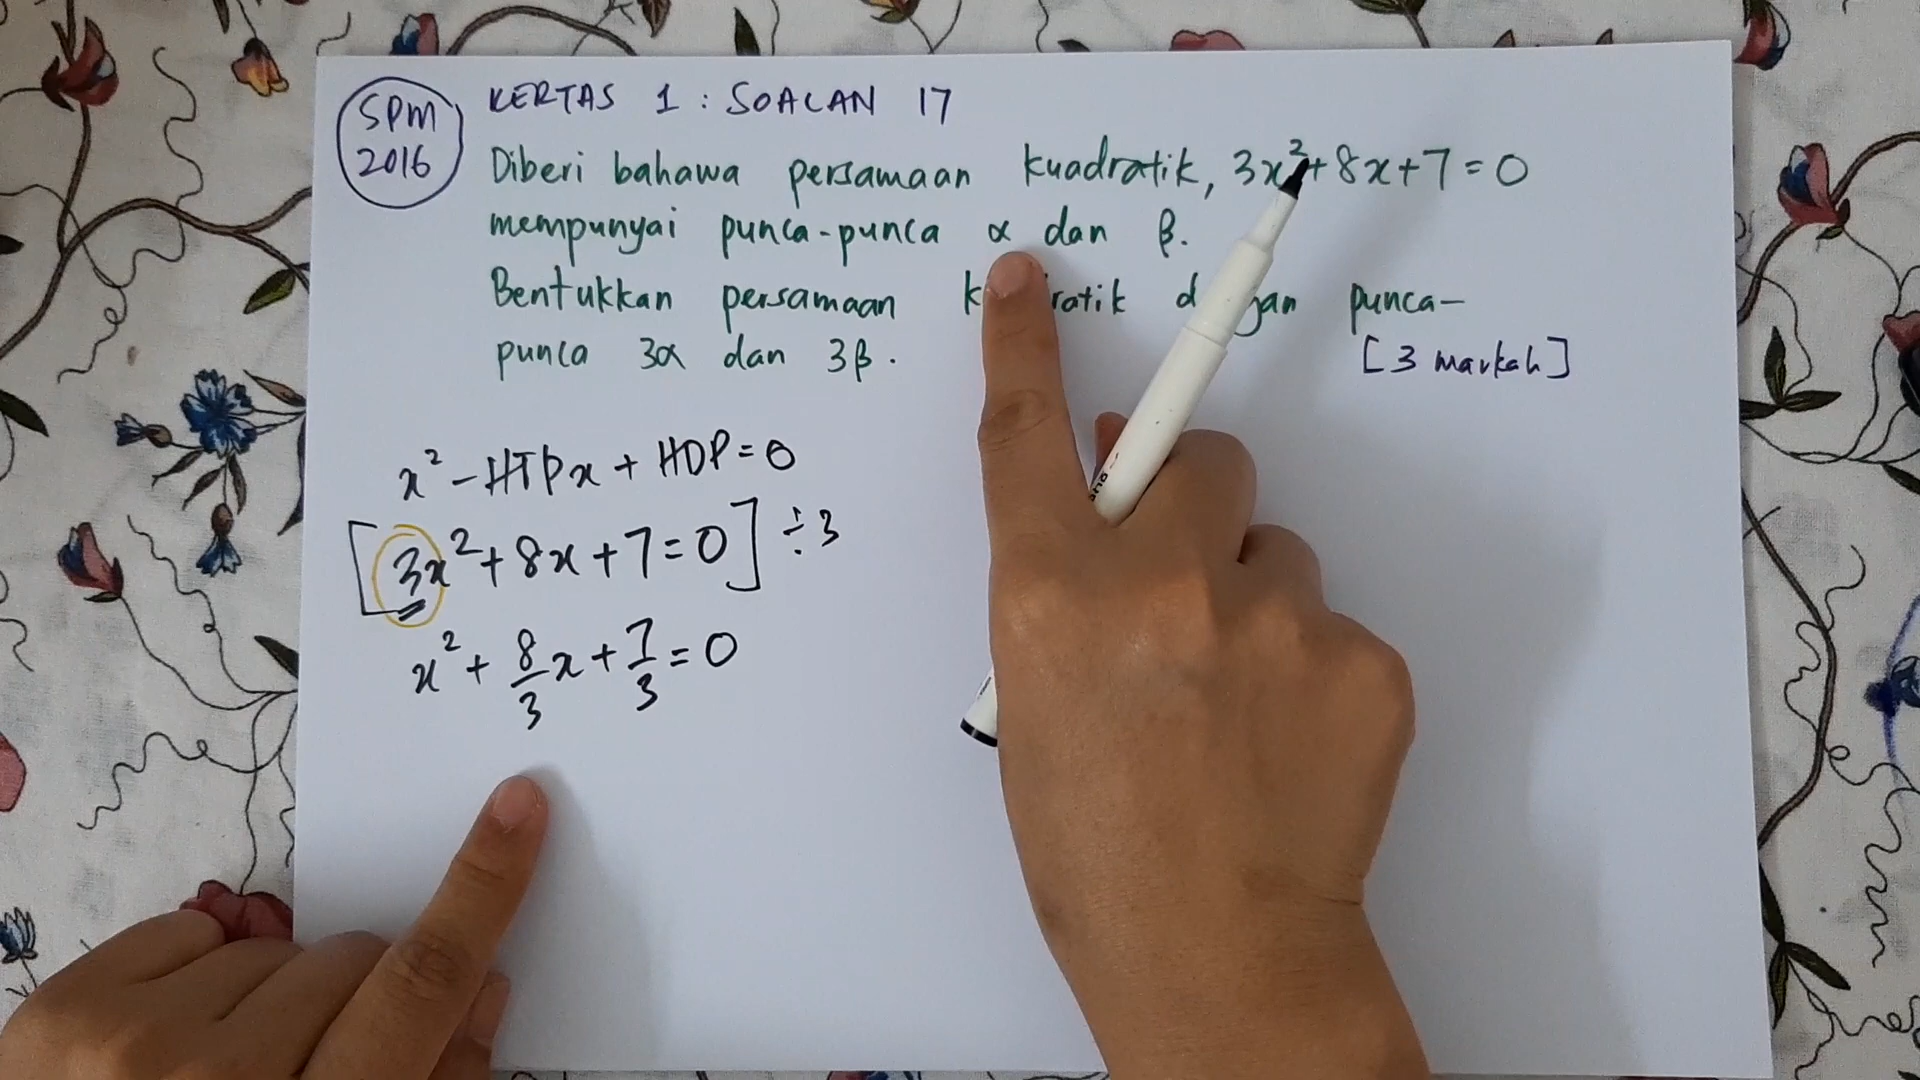 SPM
2016
KERTAS 1 : SOALAN 17
Diberi bahawa persamaan kuadratik, 3x²+8x+7=0
mempunyai punca-punca α dan β.
Bentukkan persamaan punca-
punca 3α dan 3β.
[3 markah]
x² - HTPx + HDP = 0
[3x²+8x+7=0] ÷3
x² + 8/3 x + 7/3 = 0